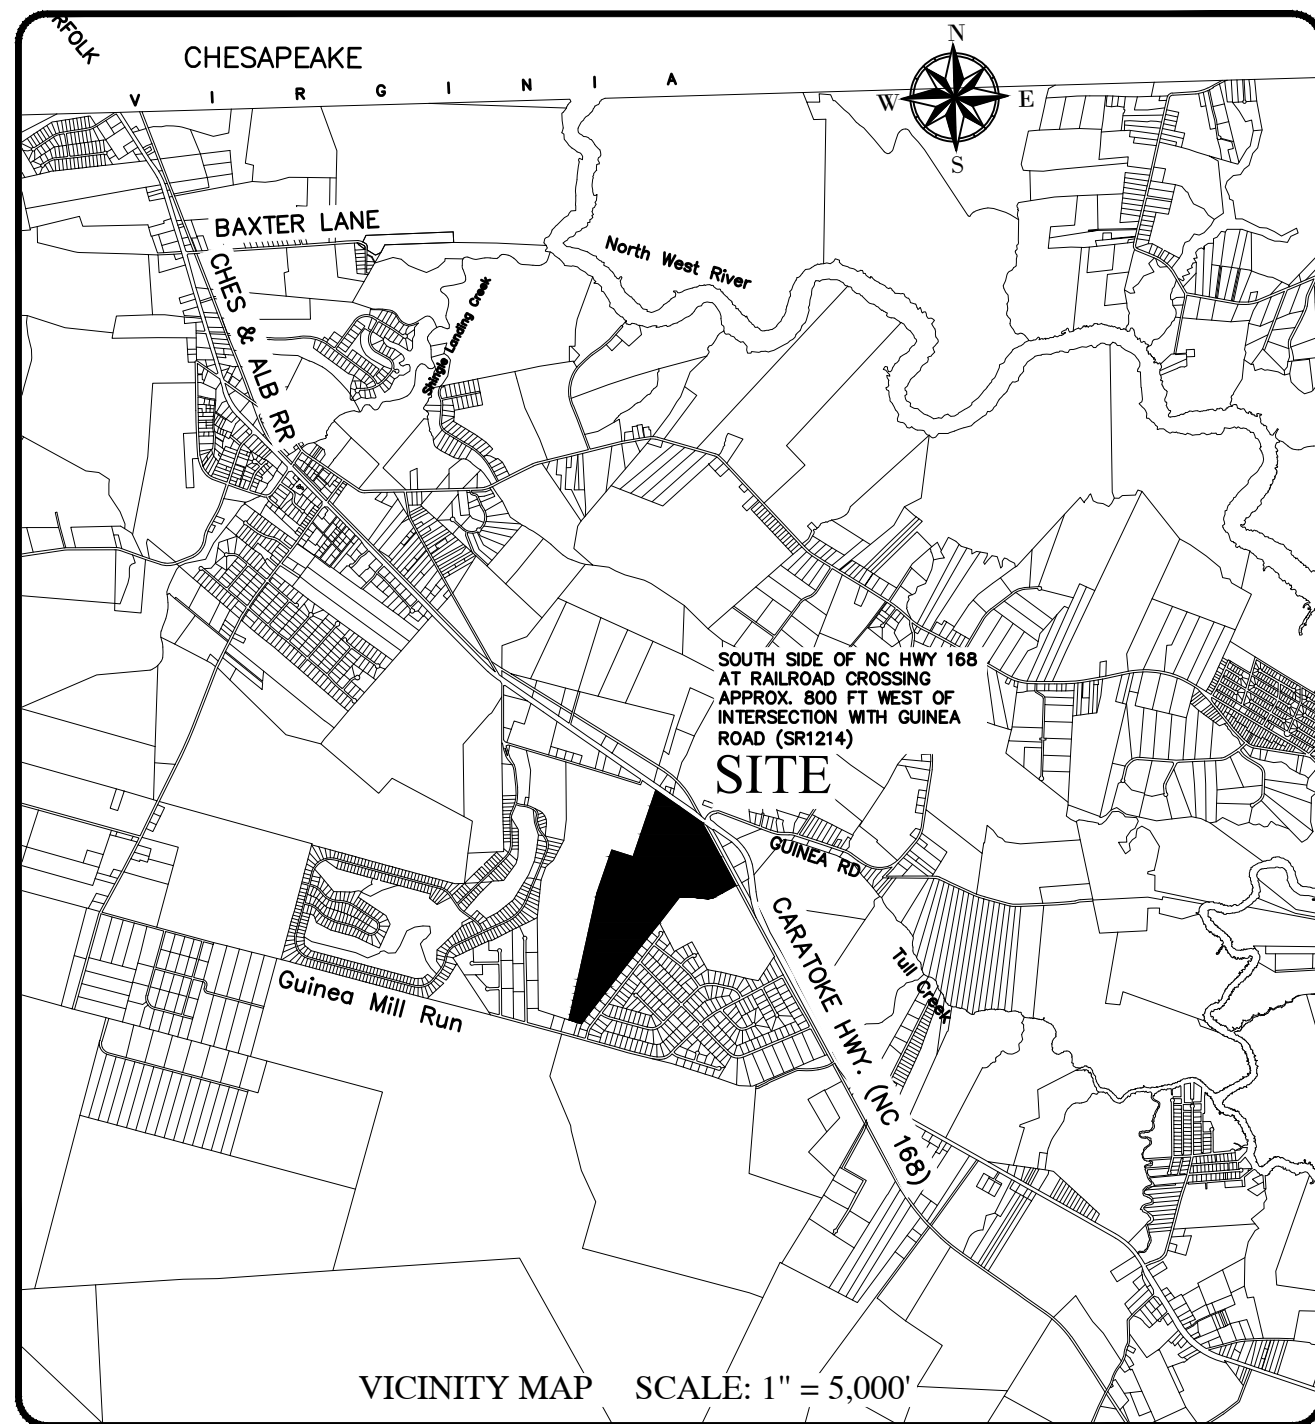 RFOLK
CHESAPEAKE
VIRGINIA
N
W
E
S
BAXTER LANE
North West River
CHES & ALB RR
Shingle Landing Creek
SOUTH SIDE OF NC HWY 168
AT RAILROAD CROSSING
APPROX. 800 FT WEST OF
INTERSECTION WITH GUINEA
ROAD (SR1214)
SITE
GUINEA RD
CARATOKE HWY. (NC 168)
Tull Creek
Guinea Mill Run
VICINITY MAP SCALE: 1" = 5,000'